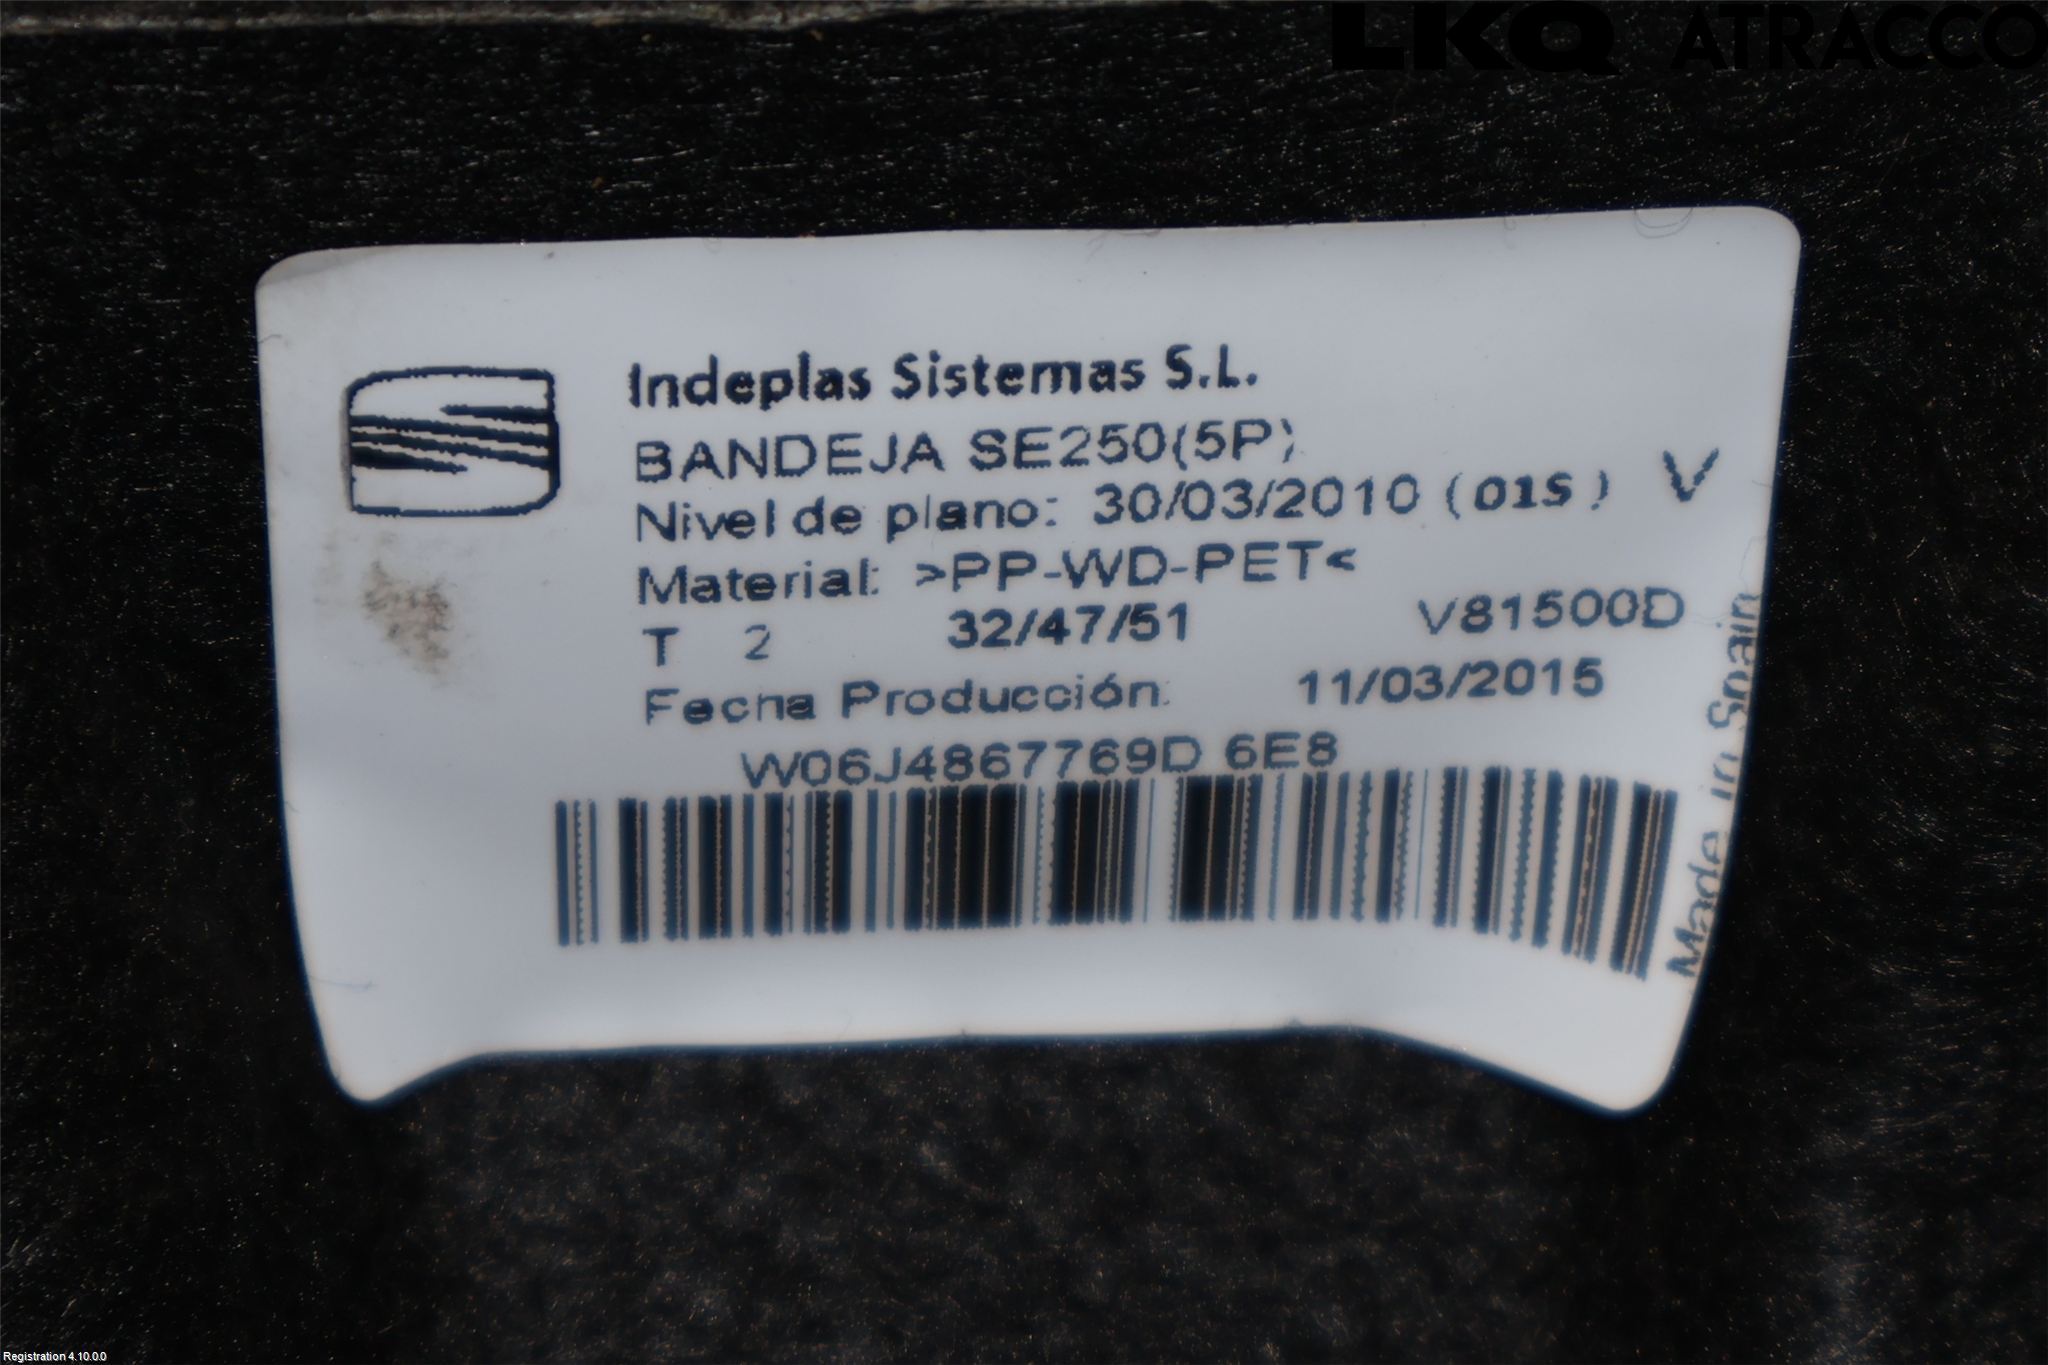 LKQ ATRACCO
Indeplas Sistemas S.L.
BANDEJA SE250(5P)
Nivel de plano: 30/03/2010 (01S) V
Material: >PP-WD-PET<
T 2 32/47/51 V81500D
Fecha Producción: 11/03/2015
W06J4867769D 6E8
Made in Spain
Registration 4.10.0.0